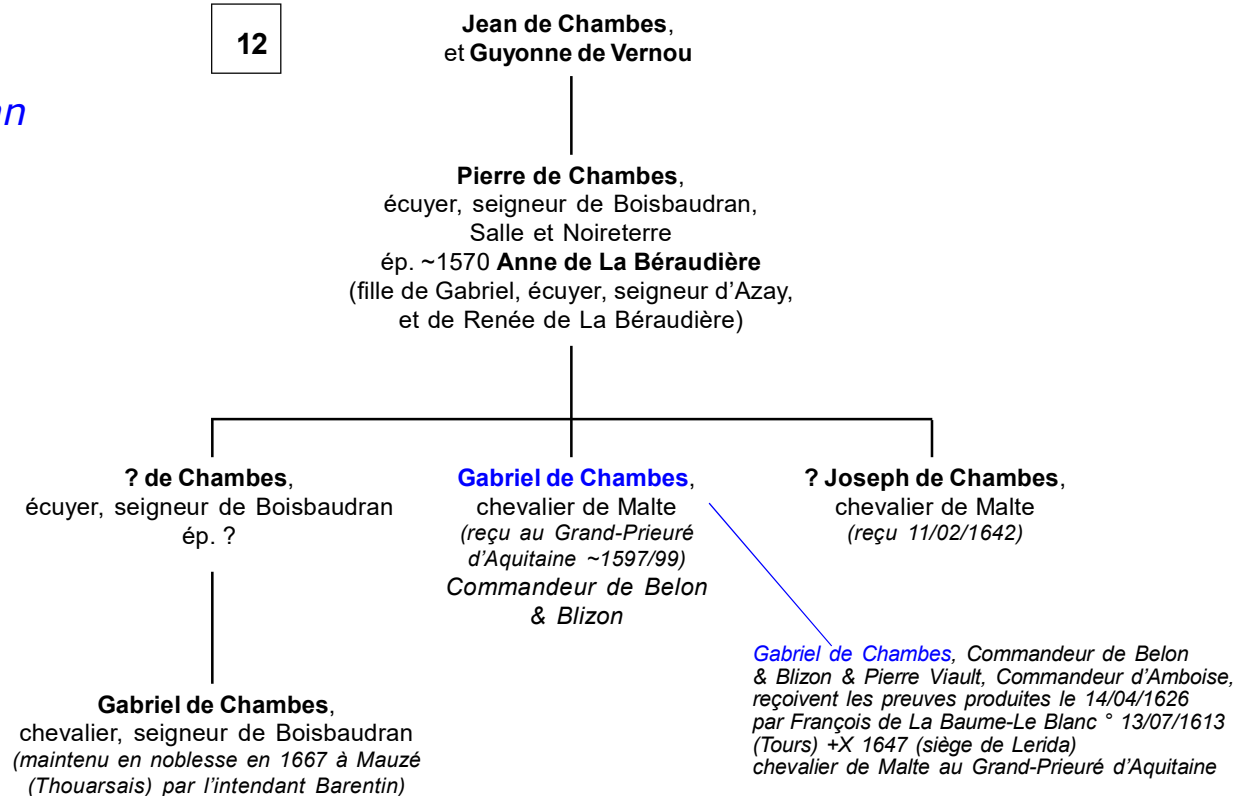 12
Jean de Chambes,
et Guyonne de Vernou
an
Pierre de Chambes,
écuyer, seigneur de Boisbaudran,
Salle et Noireterre
ép. ~1570 Anne de La Béraudière
(fille de Gabriel, écuyer, seigneur d'Azay,
et de Renée de La Béraudière)
? de Chambes,
écuyer, seigneur de Boisbaudran
ép. ?
Gabriel de Chambes,
chevalier de Malte
(reçu au Grand-Prieuré
d'Aquitaine ~1597/99)
Commandeur de Belon
& Blizon
? Joseph de Chambes,
chevalier de Malte
(reçu 11/02/1642)
Gabriel de Chambes,
chevalier, seigneur de Boisbaudran
(maintenu en noblesse en 1667 à Mauzé
(Thouarsais) par l'intendant Barentin)
Gabriel de Chambes, Commandeur de Belon
& Blizon & Pierre Viault, Commandeur d'Amboise,
reçoivent les preuves produites le 14/04/1626
par François de La Baume-Le Blanc ° 13/07/1613
(Tours) +X 1647 (siège de Lerida)
chevalier de Malte au Grand-Prieuré d'Aquitaine